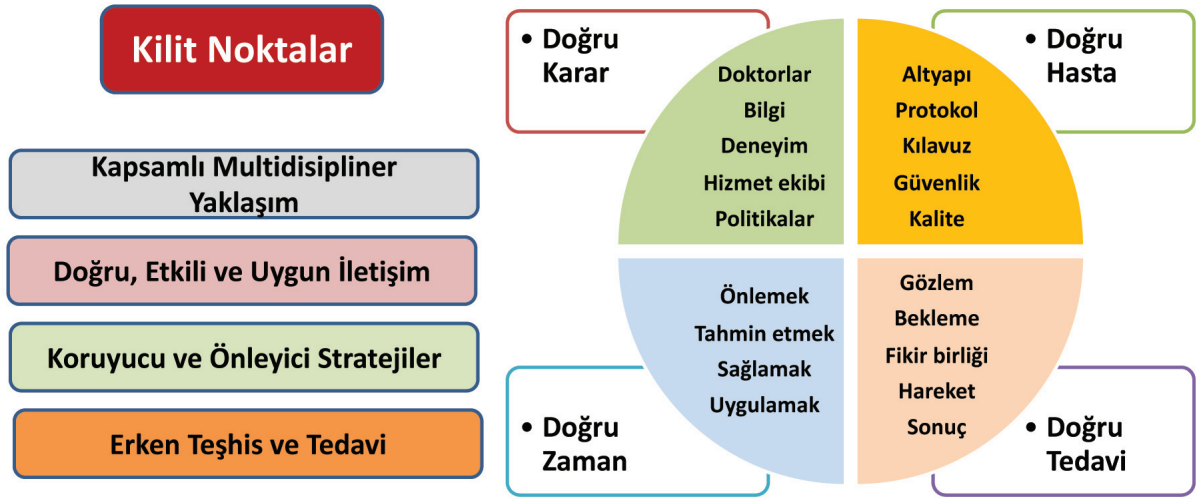 Kilit Noktalar
Kapsamlı Multidisipliner
Yaklaşım
Doğru, Etkili ve Uygun İletişim
Koruyucu ve Önleyici Stratejiler
Erken Teşhis ve Tedavi
• Doğru
Karar
Doktorlar
Bilgi
Deneyim
Hizmet ekibi
Politikalar
Altyapı
Protokol
Kılavuz
Güvenlik
Kalite
• Doğru
Hasta
Önlemek
Tahmin etmek
Sağlamak
Uygulamak
• Doğru
Zaman
Gözlem
Bekleme
Fikir birliği
Hareket
Sonuç
• Doğru
Tedavi